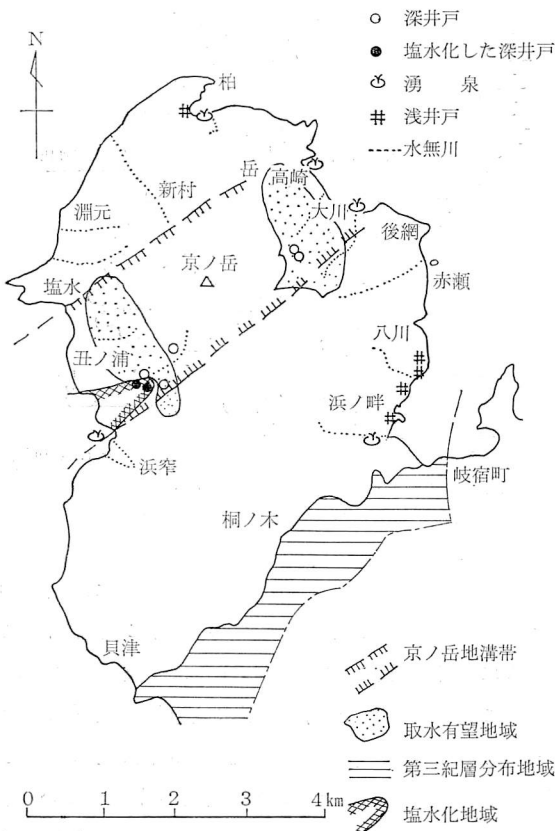 深井戸
塩水化した深井戸
湧泉
浅井戸
水無川
N
柏
岳
高崎
新村
大川
淵元
後網
京ノ岳
赤瀬
塩水
八川
丑ノ浦
浜ノ畔
岐宿町
浜窄
桐ノ木
貝津
京ノ岳地溝帯
取水有望地域
第三紀層分布地域
塩水化地域
0 1 2 3 4km